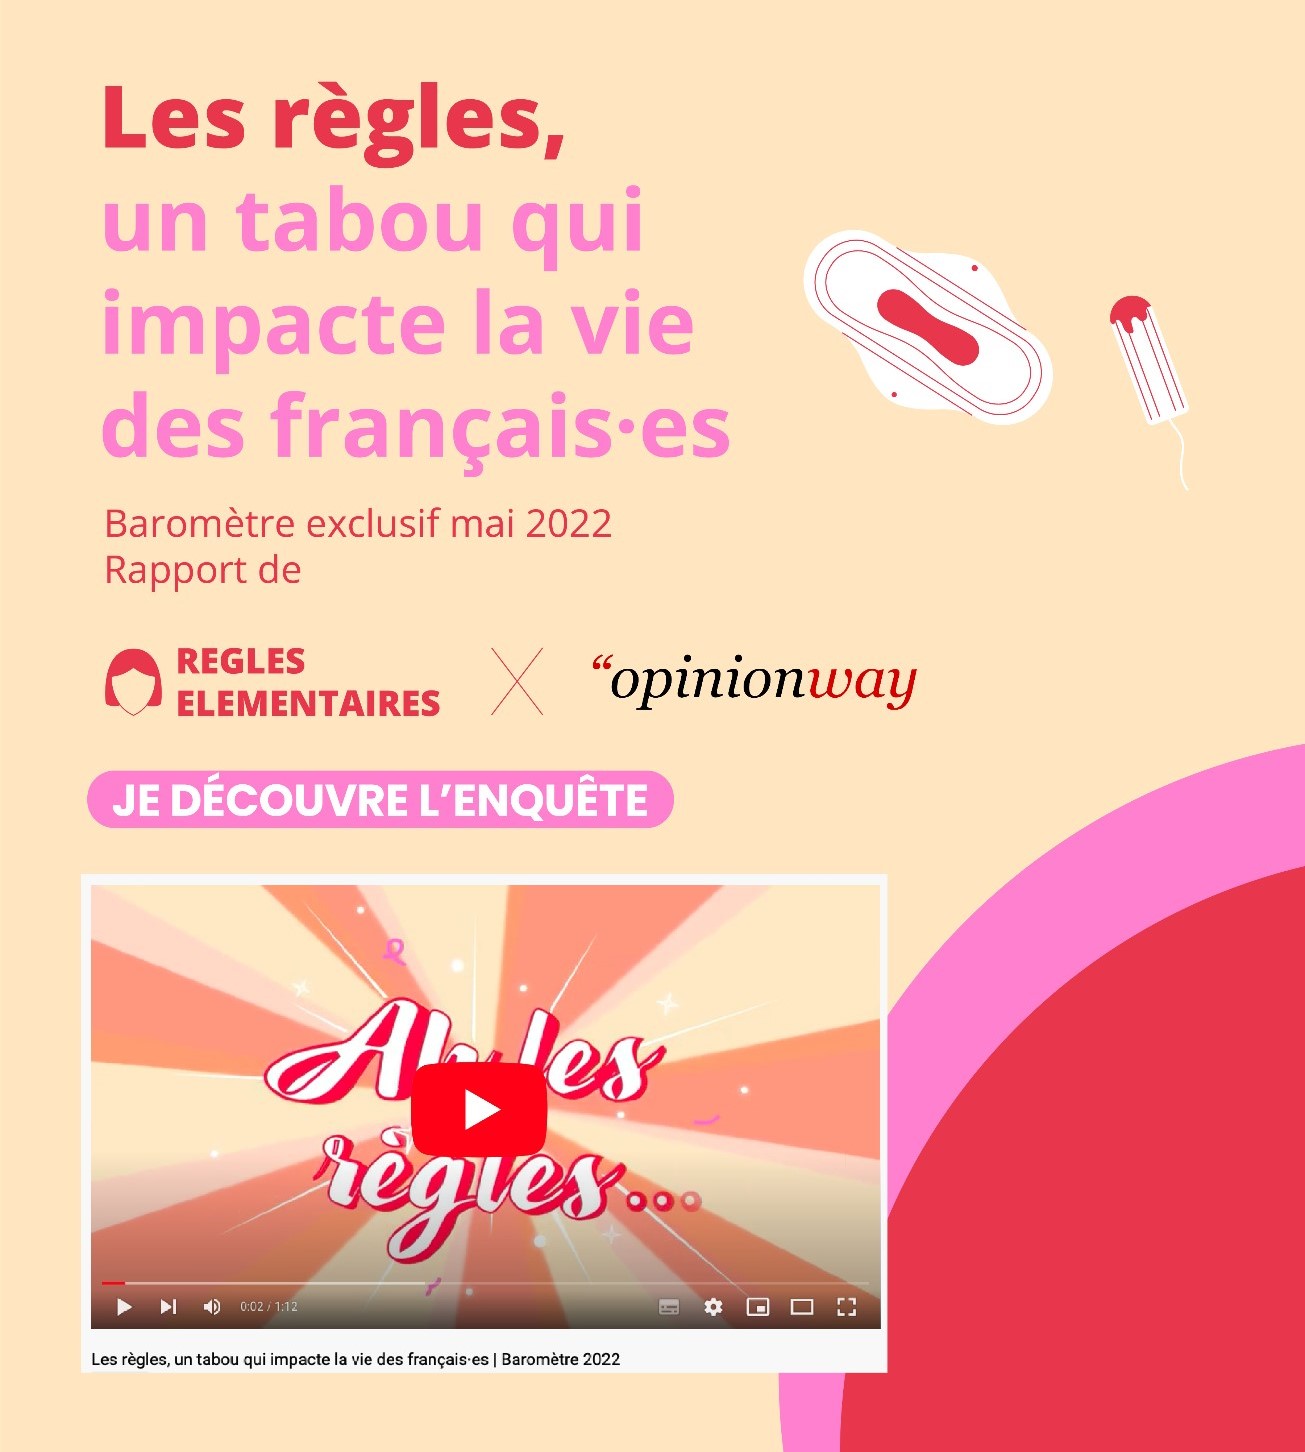 Les règles,
un tabou qui
impacte la vie
des français·es
Baromètre exclusif mai 2022
Rapport de
REGLES
ELEMENTAIRES
“opinionway
JE DÉCOUVRE L’ENQUÊTE
Ah les
règles...
0:02 / 1:12
Les règles, un tabou qui impacte la vie des français·es | Baromètre 2022